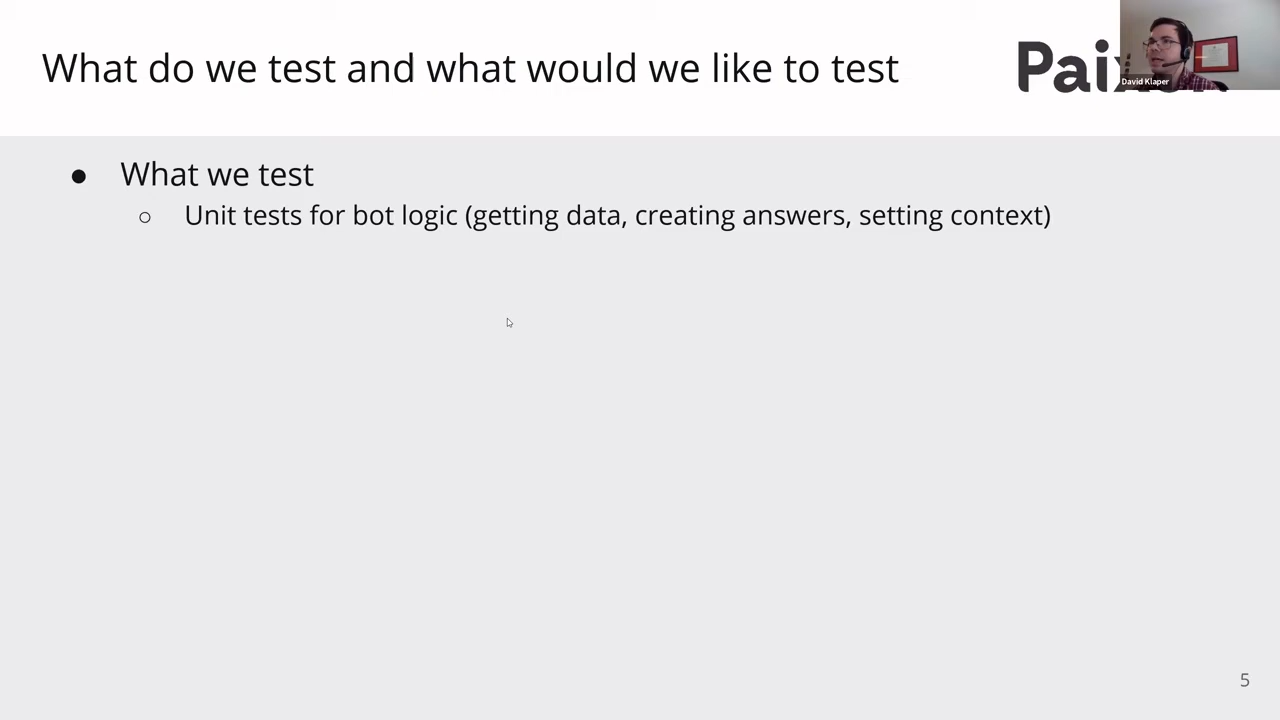 What do we test and what would we like to test
David Klaper
● What we test
○ Unit tests for bot logic (getting data, creating answers, setting context)
5